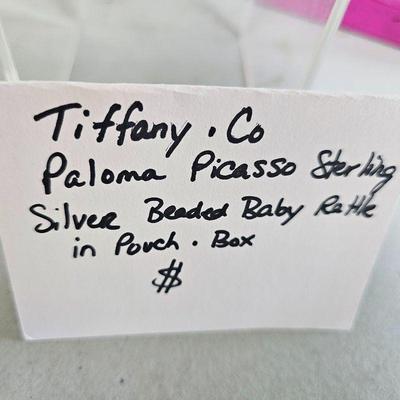 Tiffany . Co
Paloma Picasso Sterling
Silver Beaded Baby Rattle
in Pouch . Box
$